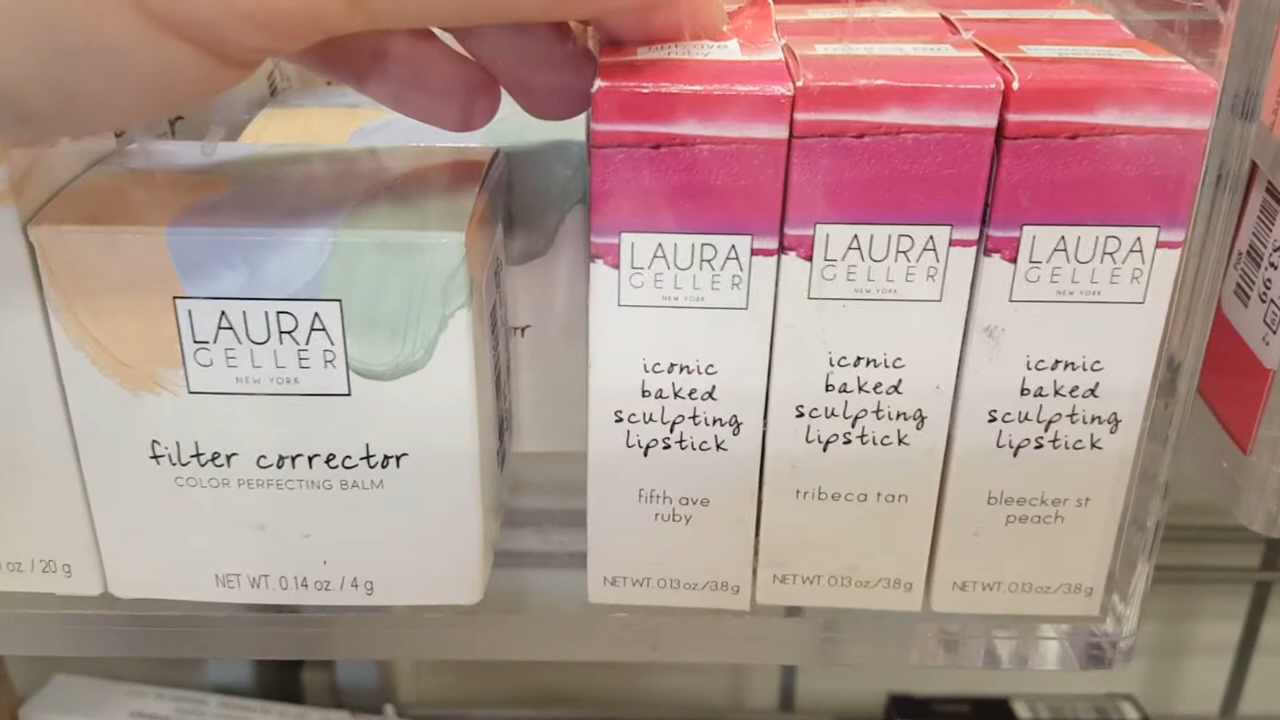 fifth ave
ruby
LAURA
GELLER
NEW YORK
filter corrector
COLOR PERFECTING BALM
NET WT. 0.14 oz. / 4 g
oz. / 20 g
LAURA
GELLER
NEW YORK
iconic
baked
sculpting
lipstick
fifth ave
ruby
NET WT. 0.13 oz/3.8 g
LAURA
GELLER
NEW YORK
iconic
baked
sculpting
lipstick
tribeca tan
NET WT. 0.13 oz/3.8 g
LAURA
GELLER
NEW YORK
iconic
baked
sculpting
lipstick
bleecker st
peach
NET WT. 0.13 oz/3.8 g